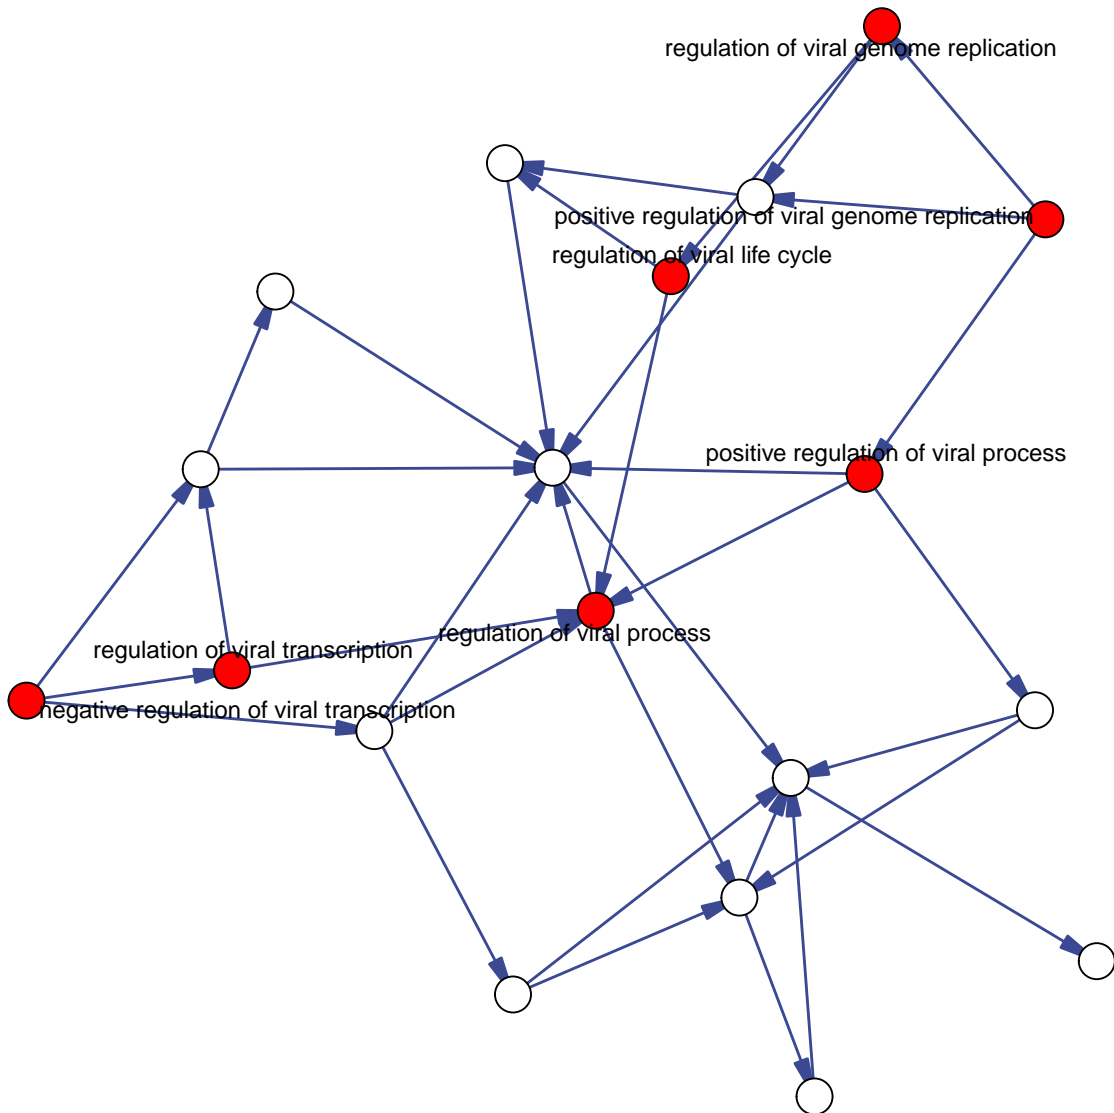 regulation of viral genome replication
positive regulation of viral genome replication
regulation of viral life cycle
positive regulation of viral process
regulation of viral process
regulation of viral transcription
negative regulation of viral transcription